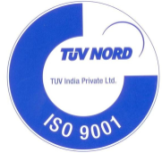 TÜV NORD
TUV India Private Ltd.
ISO 9001